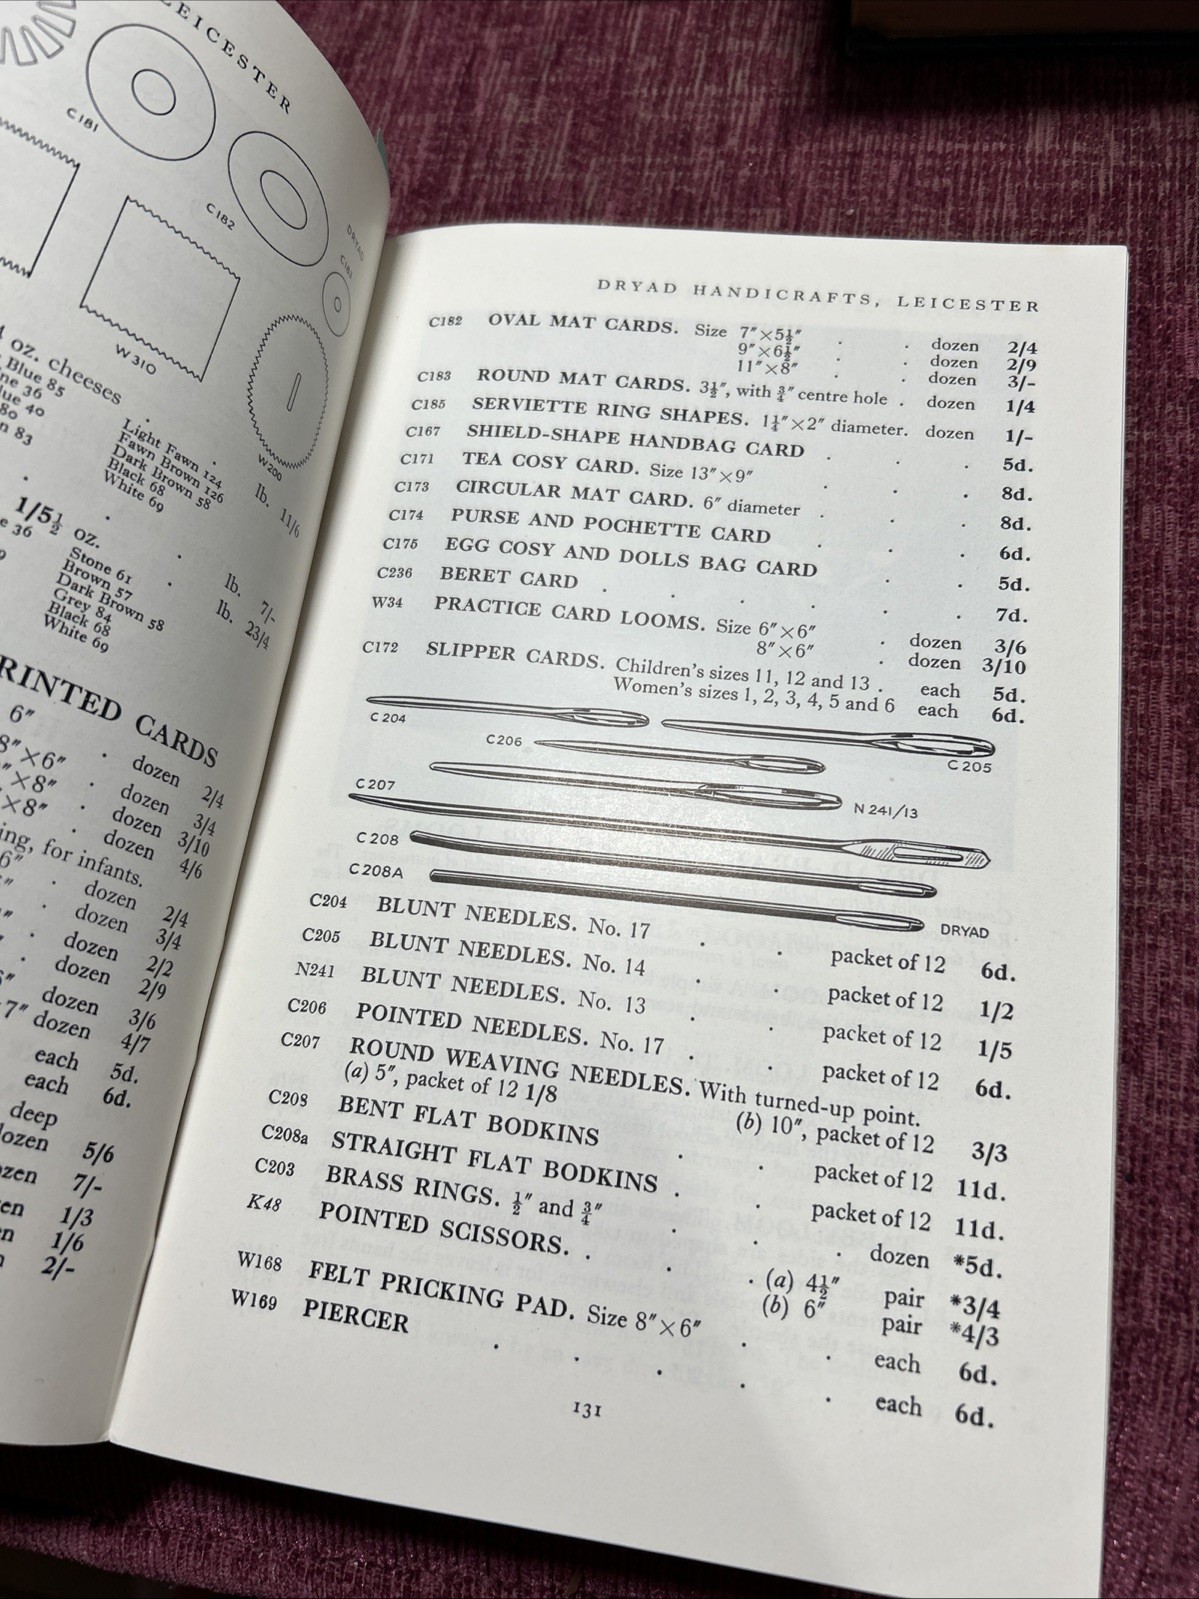 LEICESTER
C181
C182
DRYAD
C183
W310
W200
oz. cheeses
Blue 85
36
40
80
83
Light Fawn 124
Fawn Brown 126
Dark Brown 58
Black 68
White 69
lb. 11/6
1/5½ oz.
36
Stone 61
Brown 57
Dark Brown 58
Grey 84
Black 68
White 69
lb. 7/-
lb. 23/4
RINTED CARDS
6" . dozen 2/4
8"×6" . dozen 3/4
"×8" . dozen 3/10
×8" . dozen 4/6
ing, for infants.
6" . dozen 2/4
. dozen 3/4
. dozen 2/2
. dozen 2/9
dozen 3/6
7" dozen 4/7
each 5d.
each 6d.
deep
dozen 5/6
7/-
1/3
1/6
2/-
DRYAD HANDICRAFTS, LEICESTER
C182 OVAL MAT CARDS. Size 7"×5½" . . dozen 2/4
9"×6½" . . dozen 2/9
11"×8" . . dozen 3/-
C183 ROUND MAT CARDS. 3½", with ¾" centre hole . dozen 1/4
C185 SERVIETTE RING SHAPES. 1¼"×2" diameter. dozen 1/-
C167 SHIELD-SHAPE HANDBAG CARD . . 5d.
C171 TEA COSY CARD. Size 13"×9" . . 8d.
C173 CIRCULAR MAT CARD. 6" diameter . . . 8d.
C174 PURSE AND POCHETTE CARD . . . 6d.
C175 EGG COSY AND DOLLS BAG CARD . . 5d.
C236 BERET CARD . . . . . 7d.
W34 PRACTICE CARD LOOMS. Size 6"×6" . dozen 3/6
8"×6" . dozen 3/10
C172 SLIPPER CARDS. Children's sizes 11, 12 and 13 . each 5d.
Women's sizes 1, 2, 3, 4, 5 and 6 each 6d.
C204
C205
C206
C207
N241/13
C208
C208A
DRYAD
C204 BLUNT NEEDLES. No. 17 . . packet of 12 6d.
C205 BLUNT NEEDLES. No. 14 . . packet of 12 1/2
N241 BLUNT NEEDLES. No. 13 . . packet of 12 1/5
C206 POINTED NEEDLES. No. 17 . . packet of 12 6d.
C207 ROUND WEAVING NEEDLES. With turned-up point.
(a) 5", packet of 12 1/8 (b) 10", packet of 12 3/3
C208 BENT FLAT BODKINS . . packet of 12 11d.
C208a STRAIGHT FLAT BODKINS . . packet of 12 11d.
C203 BRASS RINGS. ½" and ¾" . . . dozen *5d.
K48 POINTED SCISSORS. . . . (a) 4½" pair *3/4
(b) 6" pair *4/3
W168 FELT PRICKING PAD. Size 8"×6" . . each 6d.
W169 PIERCER . . . . . each 6d.
131